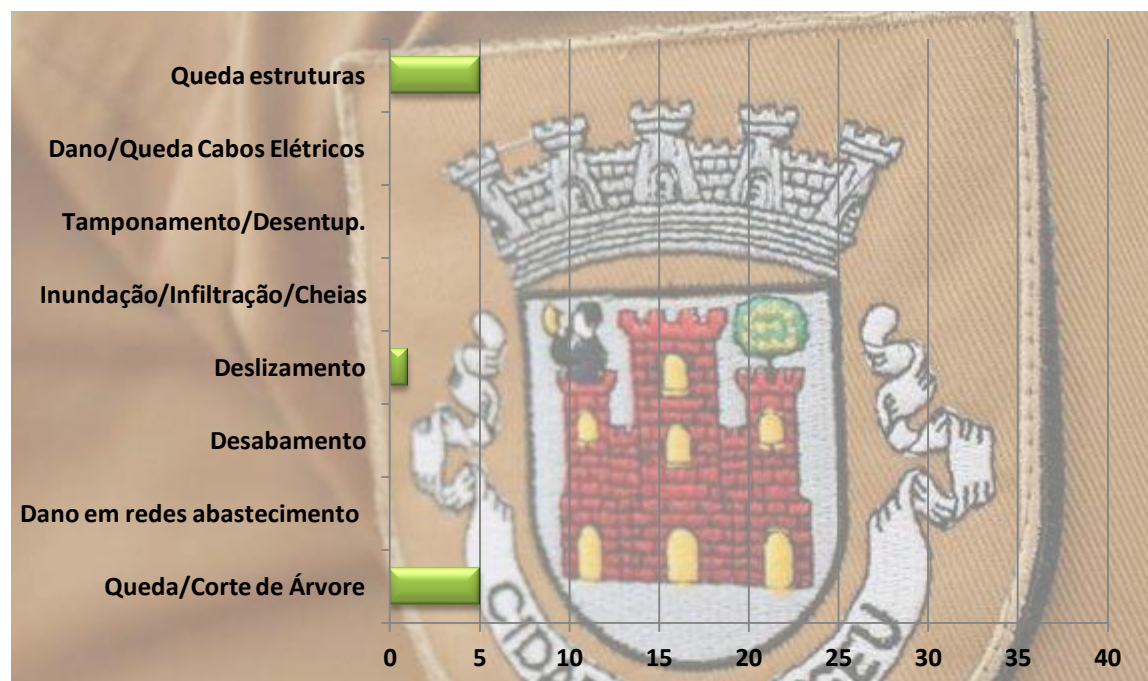 Queda estruturas
Dano/Queda Cabos Elétricos
Tamponamento/Desentup.
Inundação/Infiltração/Cheias
Deslizamento
Desabamento
Dano em redes abastecimento
Queda/Corte de Árvore
0 5 10 15 20 25 30 35 40